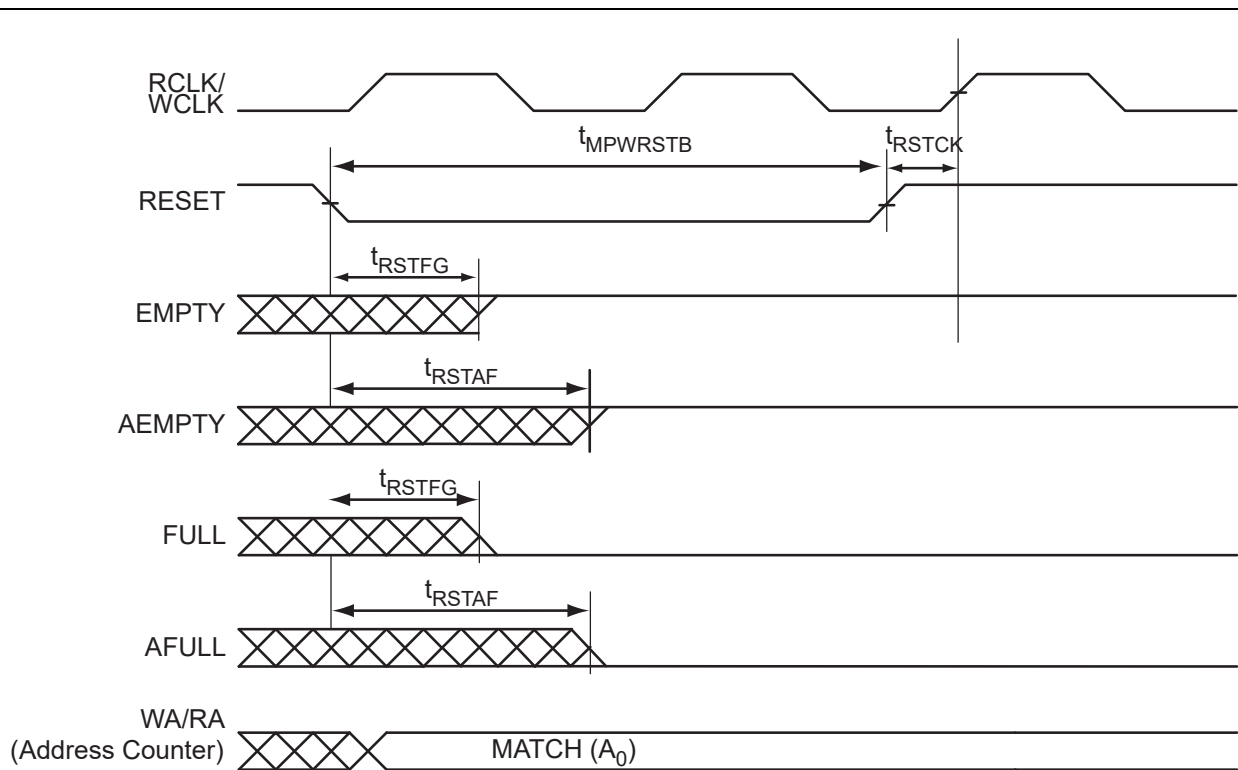 RCLK/
WCLK
tMPWRSTB
tRSTCK
RESET
tRSTFG
EMPTY
tRSTAF
AEMPTY
tRSTFG
FULL
tRSTAF
AFULL
WA/RA
(Address Counter)
MATCH (A0)